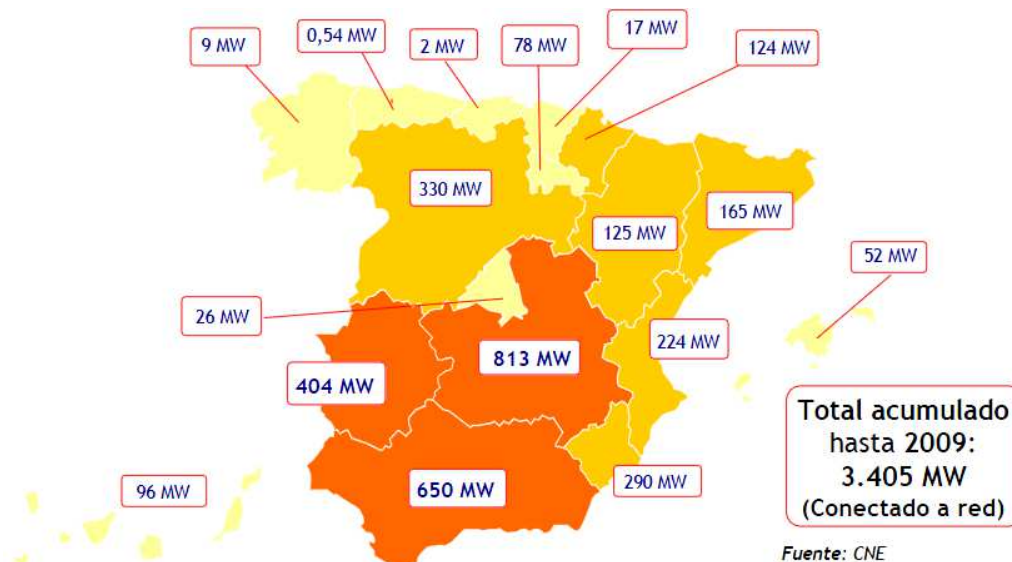 9 MW
0,54 MW
2 MW
78 MW
17 MW
124 MW
330 MW
125 MW
165 MW
52 MW
26 MW
224 MW
813 MW
404 MW
96 MW
650 MW
290 MW
Total acumulado
hasta 2009:
3.405 MW
(Conectado a red)
Fuente: CNE